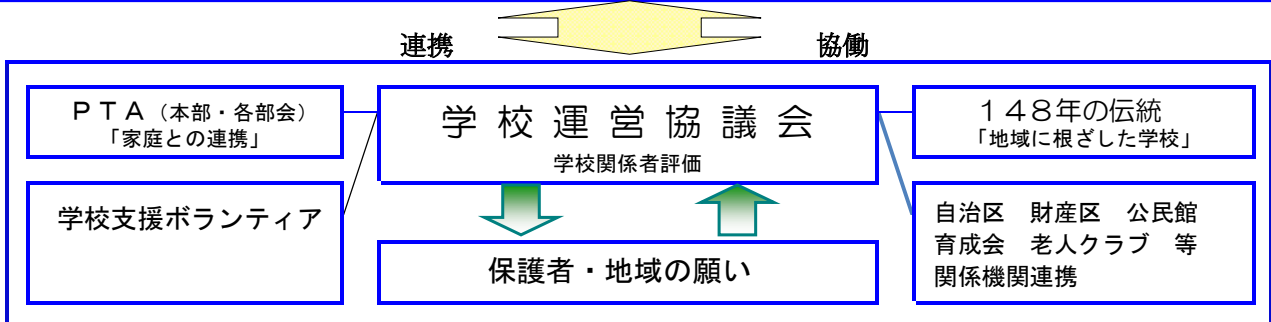 連携
協働
ＰＴＡ（本部・各部会）
「家庭との連携」
学校運営協議会
学校関係者評価
１４８年の伝統
「地域に根ざした学校」
学校支援ボランティア
保護者・地域の願い
自治区　財産区　公民館
育成会　老人クラブ　等
関係機関連携